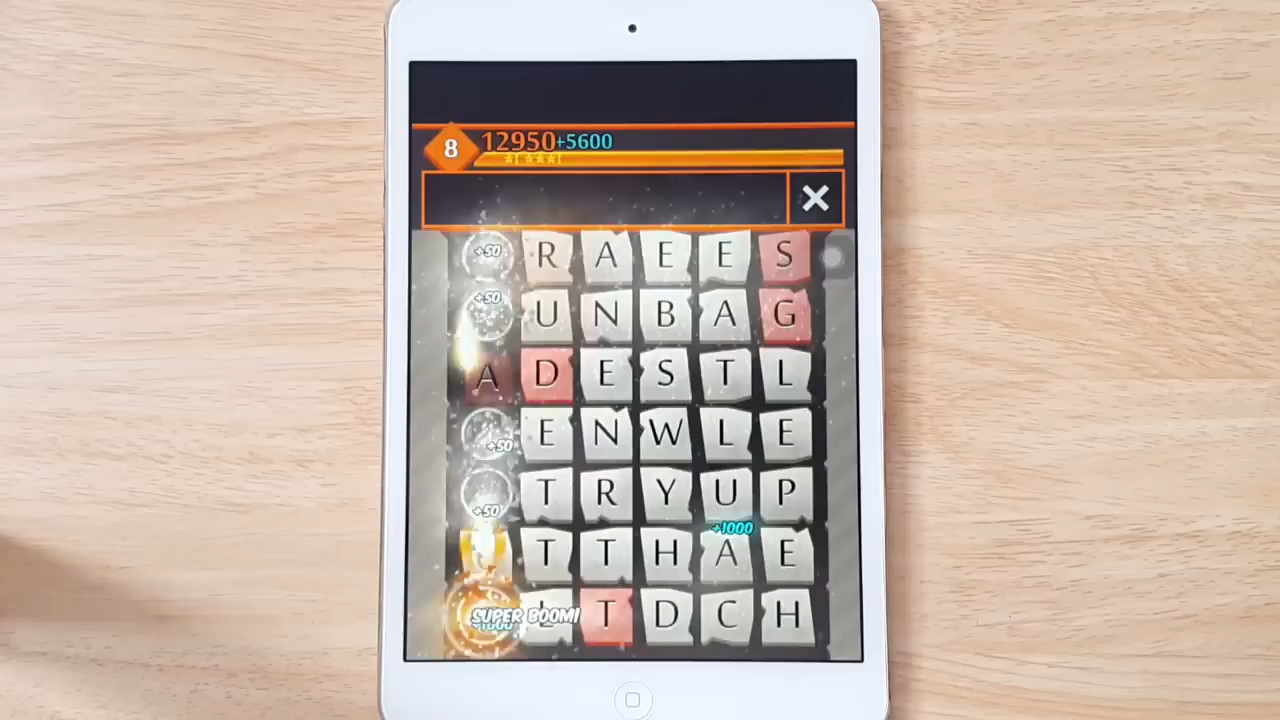 8 12950+5600
+50 R A E E S
+50 U N B A G
A D E S T L
+50 E N W L E
+50 T R Y U P
+1000
T T H A E
SUPER BOOM!
L T D C H